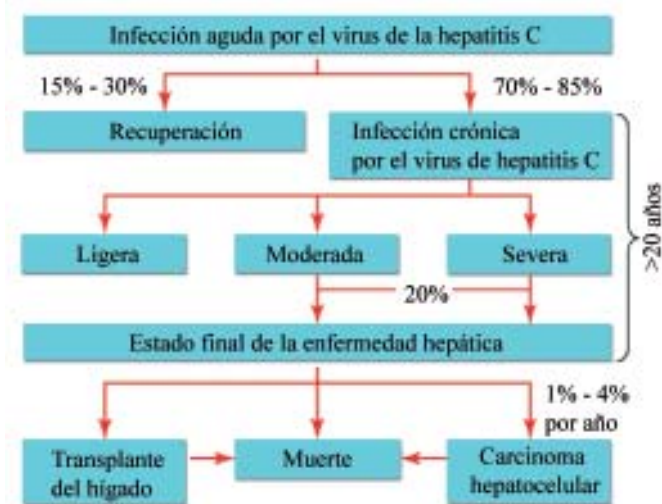 Infección aguda por el virus de la hepatitis C
15% - 30%
70% - 85%
Recuperación
Infección crónica
por el virus de hepatitis C
>20 años
Ligera
Moderada
Severa
20%
Estado final de la enfermedad hepática
1% - 4%
por año
Transplante
del hígado
Muerte
Carcinoma
hepatocelular